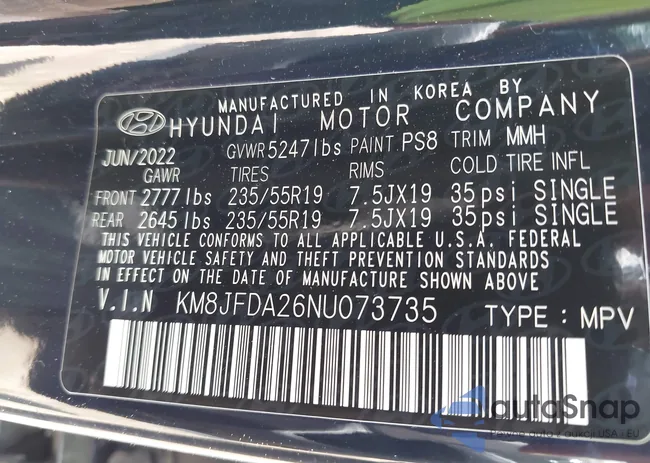 MANUFACTURED IN KOREA BY
HYUNDAI MOTOR COMPANY
JUN/2022 GVWR 5247lbs PAINT PS8 TRIM MMH
GAWR TIRES RIMS COLD TIRE INFL
FRONT 2777lbs 235/55R19 7.5JX19 35psi SINGLE
REAR 2645lbs 235/55R19 7.5JX19 35psi SINGLE
THIS VEHICLE CONFORMS TO ALL APPLICABLE U.S.A. FEDERAL
MOTOR VEHICLE SAFETY AND THEFT PREVENTION STANDARDS
IN EFFECT ON THE DATE OF MANUFACTURE SHOWN ABOVE
V.I.N KM8JFDA26NU073735 TYPE : MPV
autoSnap
USA - EU